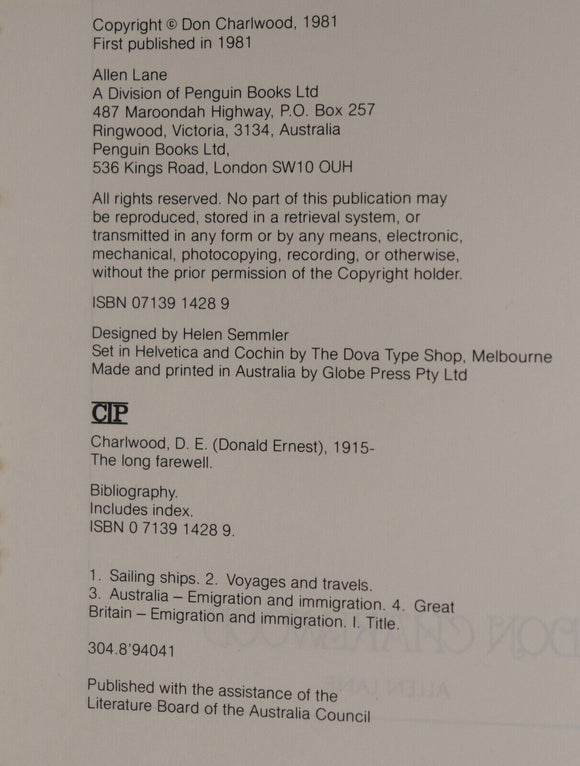 Copyright © Don Charlwood, 1981
First published in 1981
Allen Lane
A Division of Penguin Books Ltd
487 Maroondah Highway, P.O. Box 257
Ringwood, Victoria, 3134, Australia
Penguin Books Ltd,
536 Kings Road, London SW10 OUH
All rights reserved. No part of this publication may
be reproduced, stored in a retrieval system, or
transmitted in any form or by any means, electronic,
mechanical, photocopying, recording, or otherwise,
without the prior permission of the Copyright holder.
ISBN 07139 1428 9
Designed by Helen Semmler
Set in Helvetica and Cochin by The Dova Type Shop, Melbourne
Made and printed in Australia by Globe Press Pty Ltd
CIP
Charlwood, D. E. (Donald Ernest), 1915-
The long farewell.
Bibliography.
Includes index.
ISBN 0 7139 1428 9.
1. Sailing ships. 2. Voyages and travels.
3. Australia – Emigration and immigration. 4. Great
Britain – Emigration and immigration. I. Title.
304.8'94041
Published with the assistance of the
Literature Board of the Australia Council
DON CHARLWOOD
ALLEN LANE